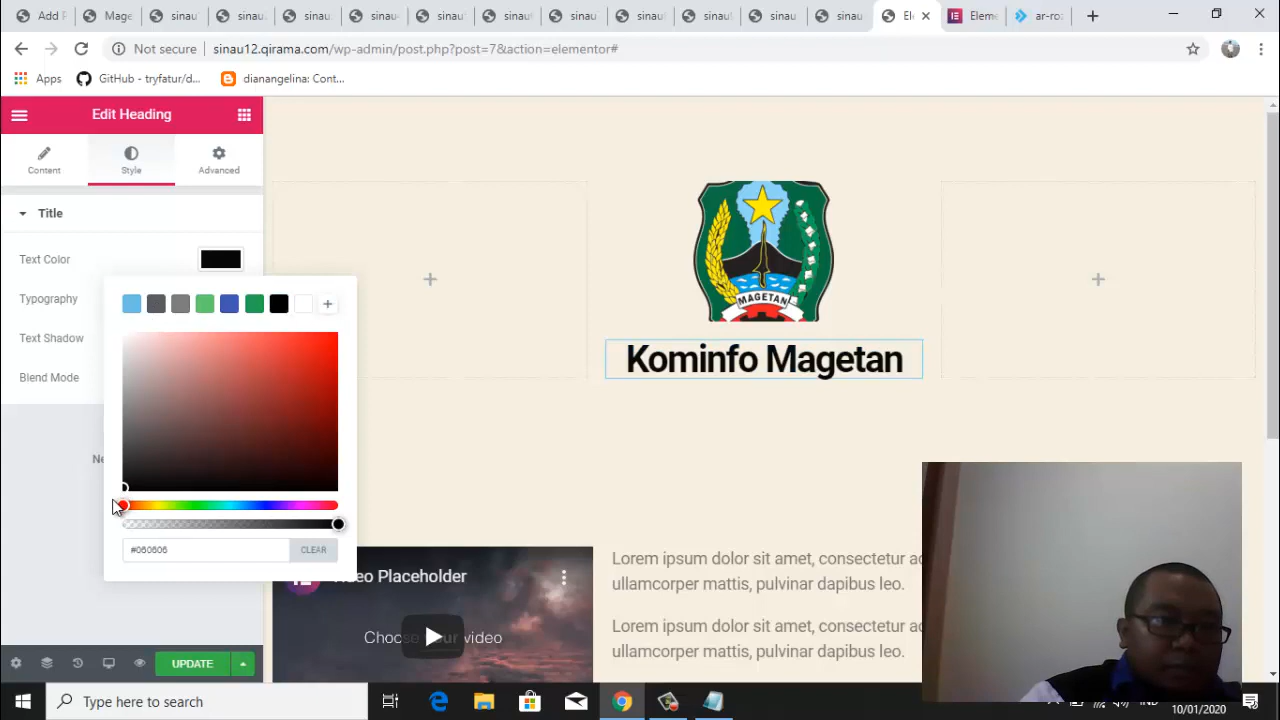 Add P
Mage
sinau
sinau
sinau
sinau
sinau
sinau
sinau
sinau
sinau
sinau
sinau
El
Eleme
ar-roz
Not secure
sinau12.qirama.com/wp-admin/post.php?post=7&action=elementor#
Apps
GitHub - tryfatur/d...
dianangelina: Cont...
Edit Heading
Content
Style
Advanced
Title
Text Color
Typography
Text Shadow
Blend Mode
Ne
#060606
CLEAR
UPDATE
MAGETAN
Kominfo Magetan
Video Placeholder
Choose your video
Lorem ipsum dolor sit amet, consectetur ad
ullamcorper mattis, pulvinar dapibus leo.
Lorem ipsum dolor sit amet, consectetur ad
ullamcorper mattis, pulvinar dapibus leo.
Type here to search
10/01/2020